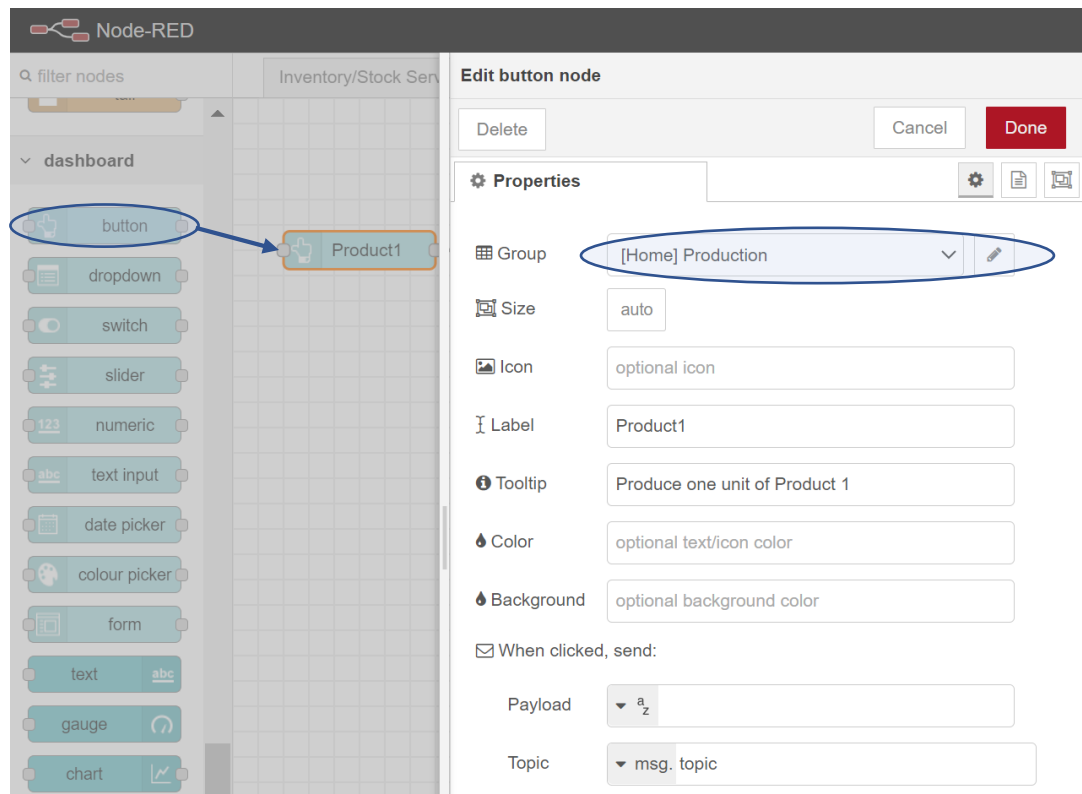 Node-RED
filter nodes
Inventory/Stock Serv
dashboard
button
dropdown
switch
slider
123 numeric
abc text input
date picker
colour picker
form
text abc
gauge
chart
Product1
Edit button node
Delete
Cancel
Done
Properties
Group
[Home] Production
Size
auto
Icon
optional icon
Label
Product1
Tooltip
Produce one unit of Product 1
Color
optional text/icon color
Background
optional background color
When clicked, send:
Payload
a
z
Topic
msg. topic